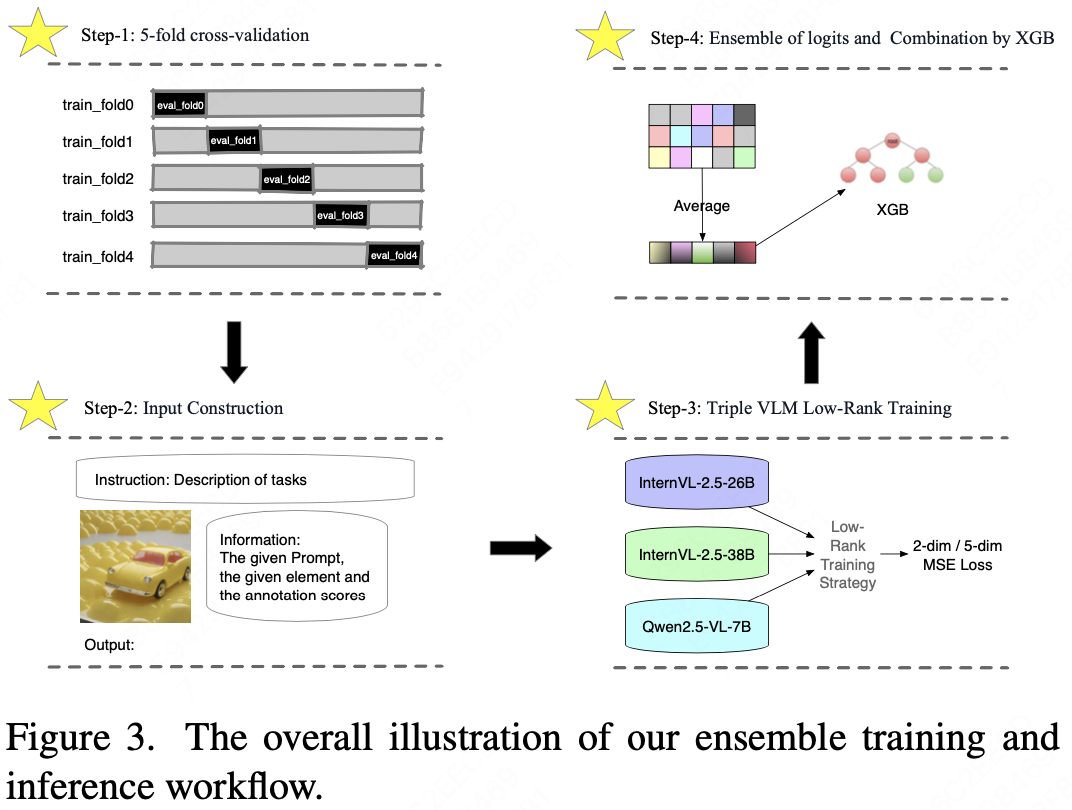 Step-1: 5-fold cross-validation
train_fold0
eval_fold0
train_fold1
eval_fold1
train_fold2
eval_fold2
train_fold3
eval_fold3
train_fold4
eval_fold4
Step-2: Input Construction
Instruction: Description of tasks
Information:
The given Prompt,
the given element and
the annotation scores
Output:
Step-3: Triple VLM Low-Rank Training
InternVL-2.5-26B
InternVL-2.5-38B
Qwen2.5-VL-7B
Low-
Rank
Training
Strategy
2-dim / 5-dim
MSE Loss
Step-4: Ensemble of logits and Combination by XGB
Average
root
XGB
Figure 3. The overall illustration of our ensemble training and
inference workflow.